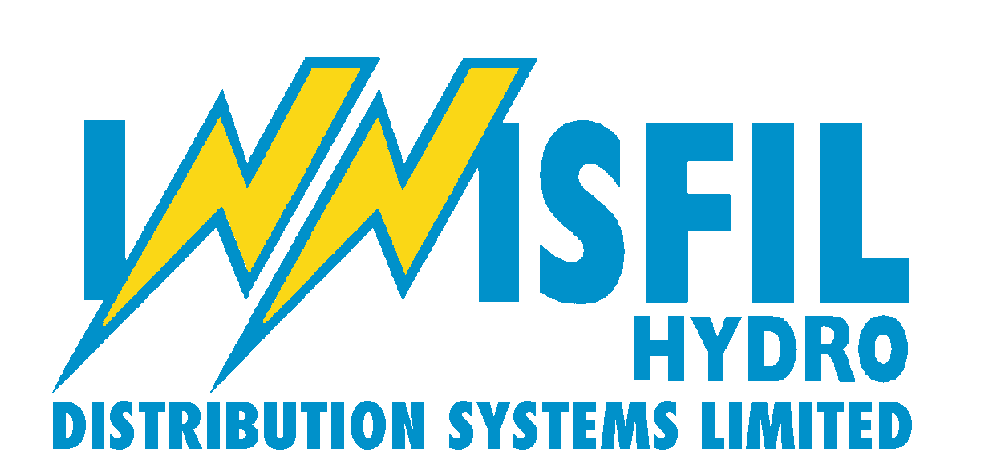 INNISFIL
HYDRO
DISTRIBUTION SYSTEMS LIMITED